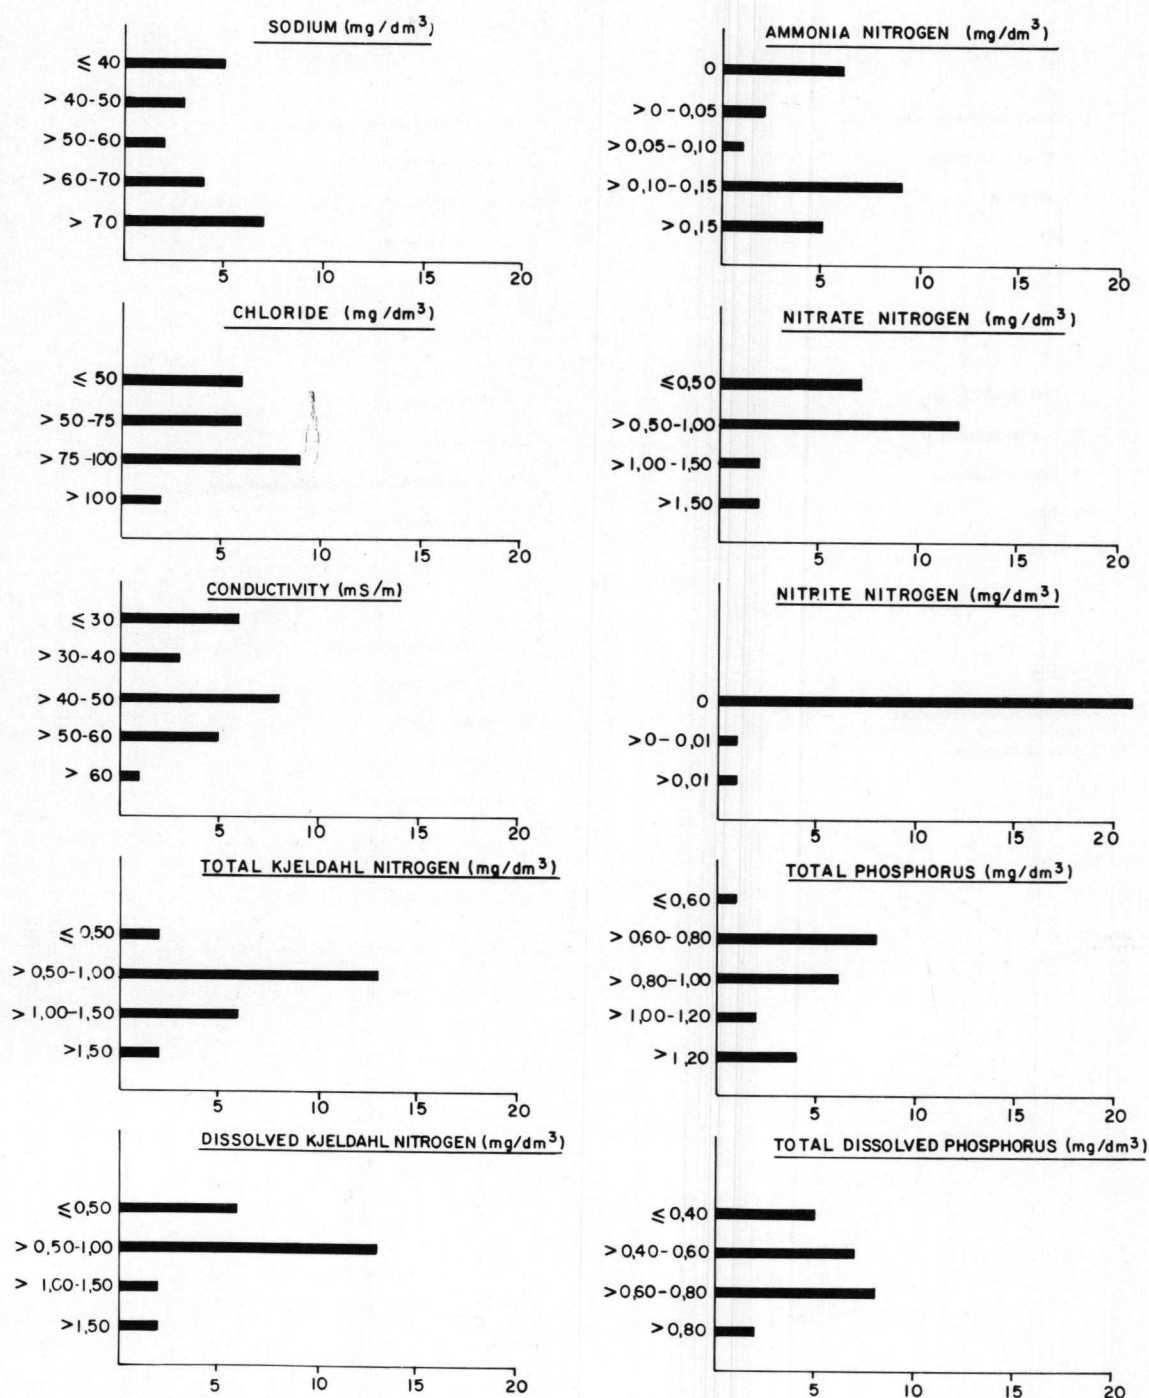 SODIUM (mg/dm³)
≤ 40
> 40-50
> 50-60
> 60-70
> 70
5 10 15 20
CHLORIDE (mg/dm³)
≤ 50
> 50-75
> 75-100
> 100
5 10 15 20
CONDUCTIVITY (mS/m)
≤ 30
> 30-40
> 40-50
> 50-60
> 60
5 10 15 20
TOTAL KJELDAHL NITROGEN (mg/dm³)
≤ 0,50
> 0,50-1,00
> 1,00-1,50
>1,50
5 10 15 20
DISSOLVED KJELDAHL NITROGEN (mg/dm³)
≤ 0,50
> 0,50-1,00
> 1,00-1,50
>1,50
5 10 15 20
AMMONIA NITROGEN (mg/dm³)
0
>0-0,05
> 0,05-0,10
> 0,10-0,15
>0,15
5 10 15 20
NITRATE NITROGEN (mg/dm³)
≤0,50
>0,50-1,00
>1,00-1,50
>1,50
5 10 15 20
NITRITE NITROGEN (mg/dm³)
0
>0-0,01
>0,01
5 10 15 20
TOTAL PHOSPHORUS (mg/dm³)
≤0,60
> 0,60-0,80
> 0,80-1,00
> 1,00-1,20
> 1,20
5 10 15 20
TOTAL DISSOLVED PHOSPHORUS (mg/dm³)
≤ 0,40
>0,40-0,60
>0,60-0,80
>0,80
5 10 15 20